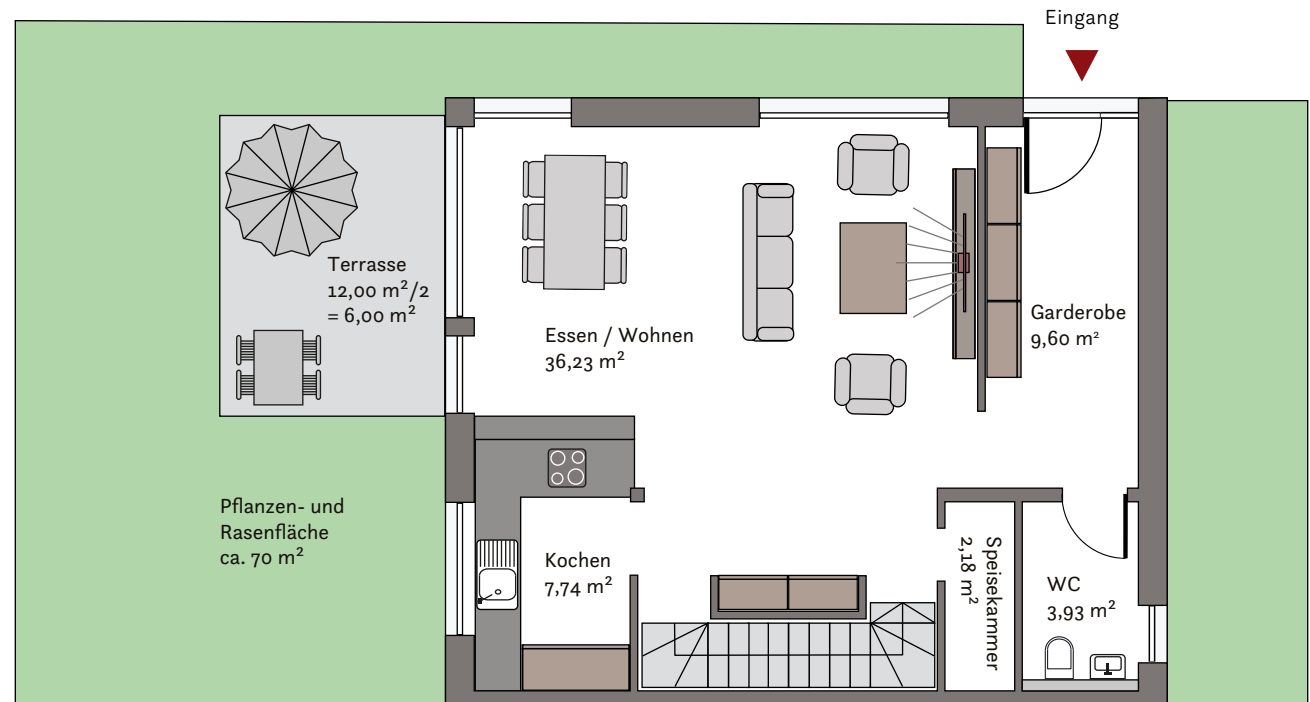 Eingang
Terrasse
12,00 m²/2
= 6,00 m²
Essen / Wohnen
36,23 m²
Garderobe
9,60 m²
Pflanzen- und
Rasenfläche
ca. 70 m²
Kochen
7,74 m²
Speisekammer
2,18 m²
WC
3,93 m²